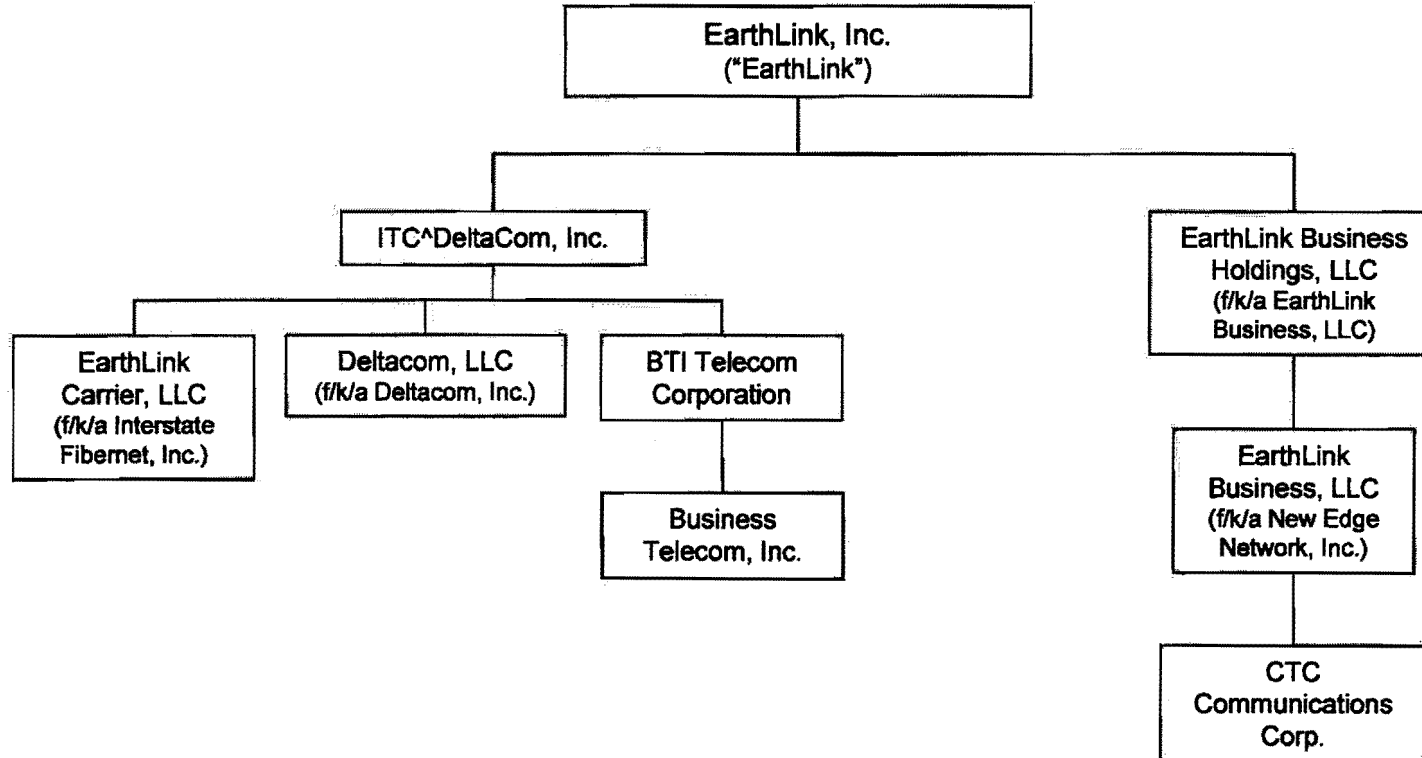 EarthLink, Inc.
("EarthLink")
ITC^DeltaCom, Inc.
EarthLink Business
Holdings, LLC
(f/k/a EarthLink
Business, LLC)
EarthLink
Carrier, LLC
(f/k/a Interstate
Fibernet, Inc.)
Deltacom, LLC
(f/k/a Deltacom, Inc.)
BTI Telecom
Corporation
EarthLink
Business, LLC
(f/k/a New Edge
Network, Inc.)
Business
Telecom, Inc.
CTC
Communications
Corp.